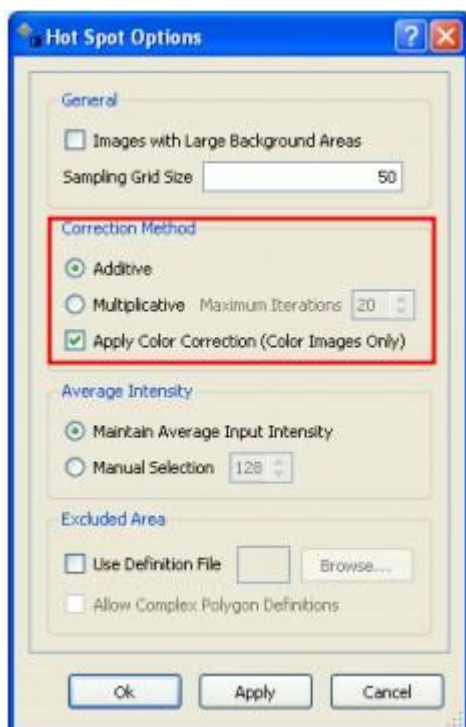 Hot Spot Options
General
Images with Large Background Areas
Sampling Grid Size 50
Correction Method
Additive
Multiplicative Maximum Iterations 20
Apply Color Correction (Color Images Only)
Average Intensity
Maintain Average Input Intensity
Manual Selection 128
Excluded Area
Use Definition File Browse...
Allow Complex Polygon Definitions
Ok Apply Cancel